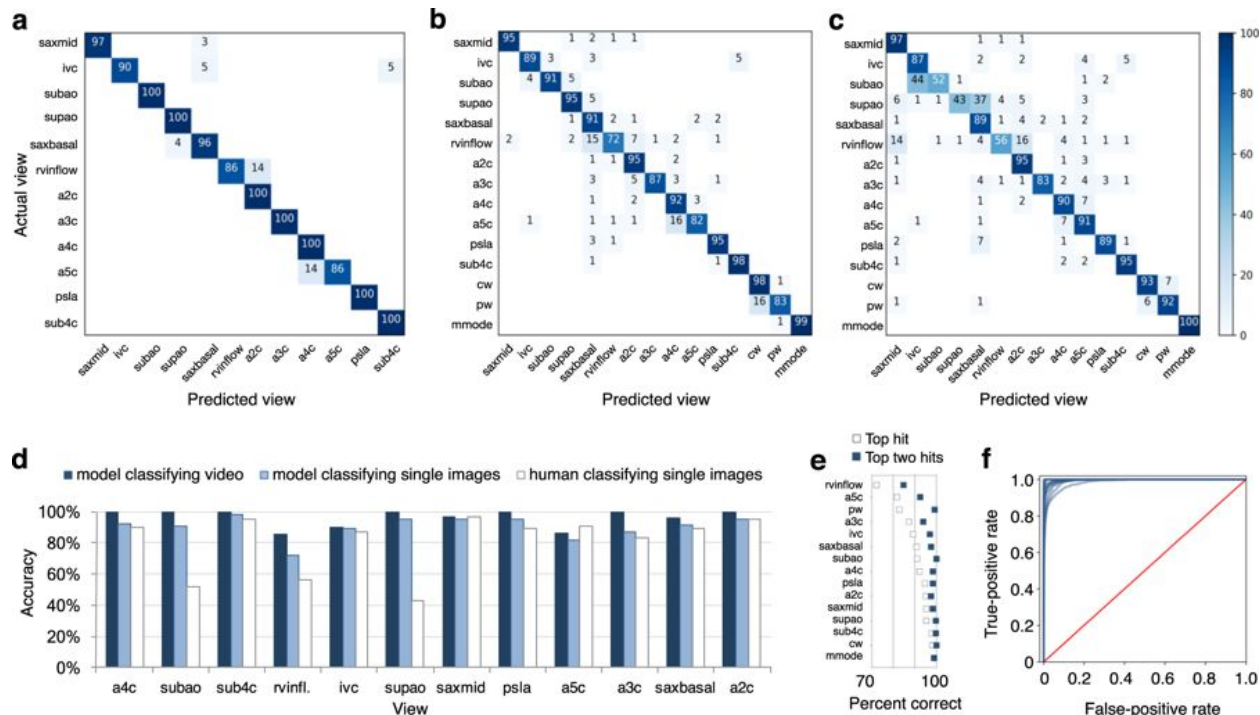 a
saxmid 97 3
ivc 90 5 5
subao 100
supao 100
saxbasal 4 96
rvinflow 86 14
a2c 100
a3c 100
a4c 100
a5c 14 86
psla 100
sub4c 100
Actual view
saxmid ivc subao supao saxbasal rvinflow a2c a3c a4c a5c psla sub4c
Predicted view
b
saxmid 95 1 2 1 1
ivc 89 3 3 5
subao 4 91 5
supao 95 5
saxbasal 1 91 2 1 2 2
rvinflow 2 2 15 72 7 1 2 1
a2c 1 1 95 2
a3c 3 5 87 2 1
a4c 1 2 92 3
a5c 1 1 1 1 16 82
psla 3 1 95
sub4c 1 1 98
cw 98 1
pw 16 83
mmode 1 99
saxmid ivc subao supao saxbasal rvinflow a2c a3c a4c a5c psla sub4c cw pw mmode
Predicted view
c
97 1 1 1
87 2 2 4 5
44 52 1 1 2
6 1 1 43 37 4 5 3
1 89 1 4 2 1 2
14 1 1 4 56 16 4 1 1 1
1 95 1 3
1 4 1 1 83 2 4 3 1
1 2 90 7
1 1 7 91
2 7 1 89 1
1 2 2 95
93 7
1 1 6 92
100
saxmid ivc subao supao saxbasal rvinflow a2c a3c a4c a5c psla sub4c cw pw mmode
Predicted view
100
80
60
40
20
0
d
model classifying video model classifying single images human classifying single images
100%
80%
60%
40%
20%
0%
Accuracy
a4c subao sub4c rvinfl. ivc supao saxmid psla a5c a3c saxbasal a2c
View
e
Top hit
Top two hits
rvinflow
a5c
pw
a3c
ivc
saxbasal
subao
a4c
psla
a2c
saxmid
supao
sub4c
cw
mmode
70 100
Percent correct
f
1.0
0.8
0.6
0.4
0.2
0
True-positive rate
0 0.2 0.4 0.6 0.8 1.0
False-positive rate